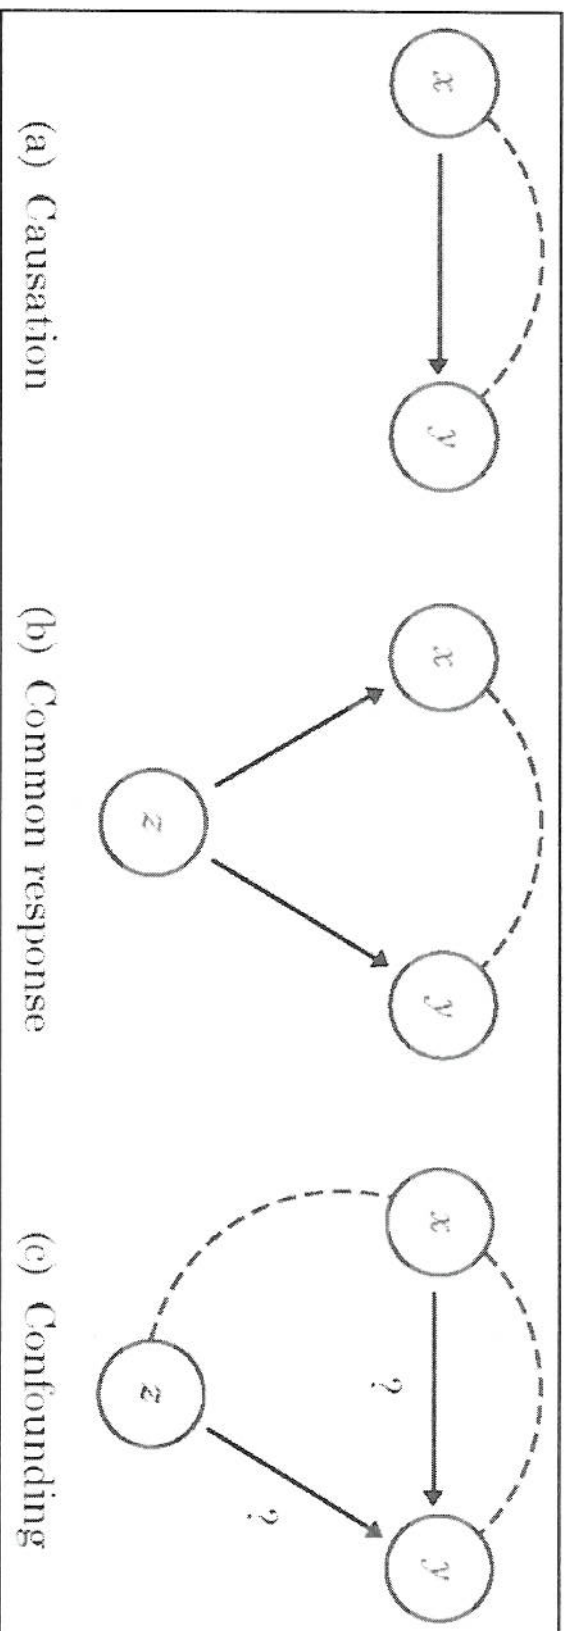 x
y
(a) Causation
x
y
z
(b) Common response
x
y
z
?
?
(c) Confounding